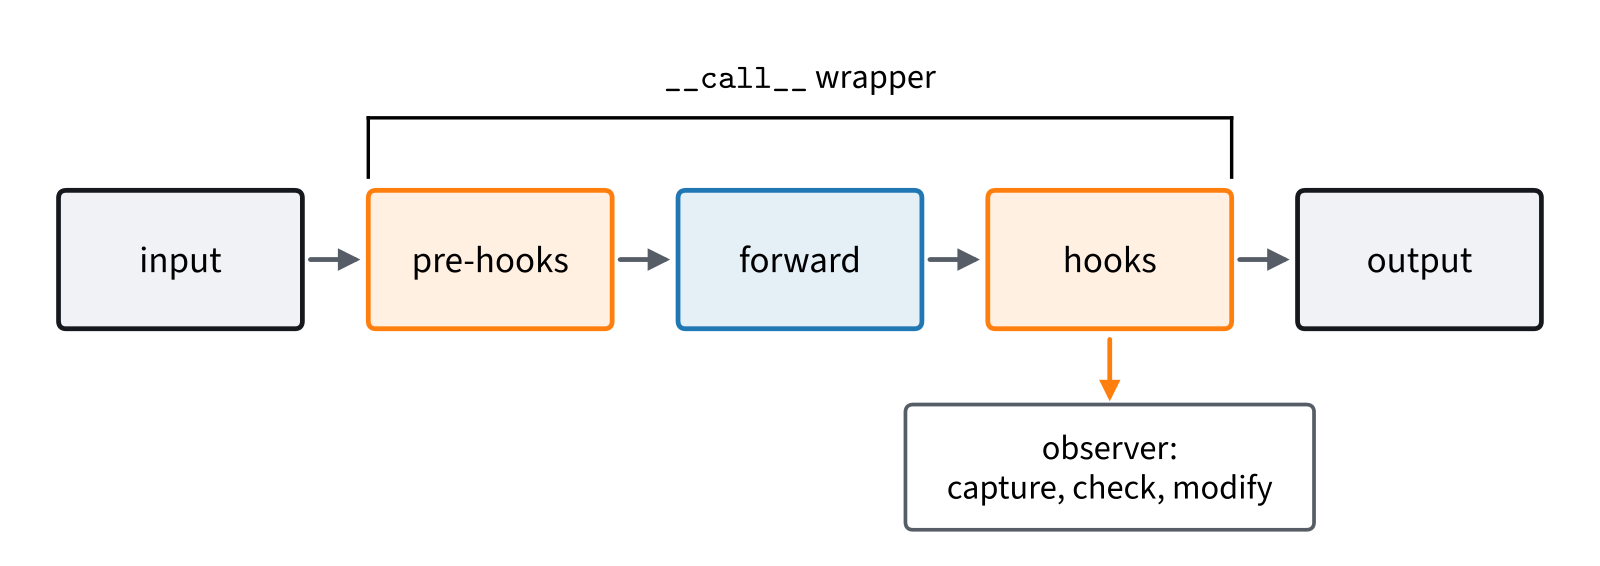 __call__ wrapper
input
pre-hooks
forward
hooks
output
observer:
capture, check, modify